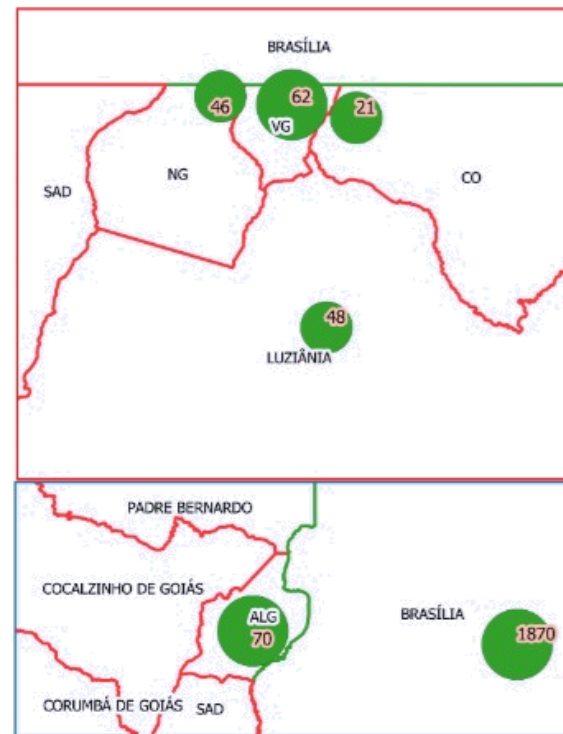 BRASÍLIA
46
62
21
VG
NG
CO
SAD
48
LUZIÂNIA
PADRE BERNARDO
COCALZINHO DE GOIÁS
ALG
70
BRASÍLIA
1870
CORUMBÁ DE GOIÁS
SAD